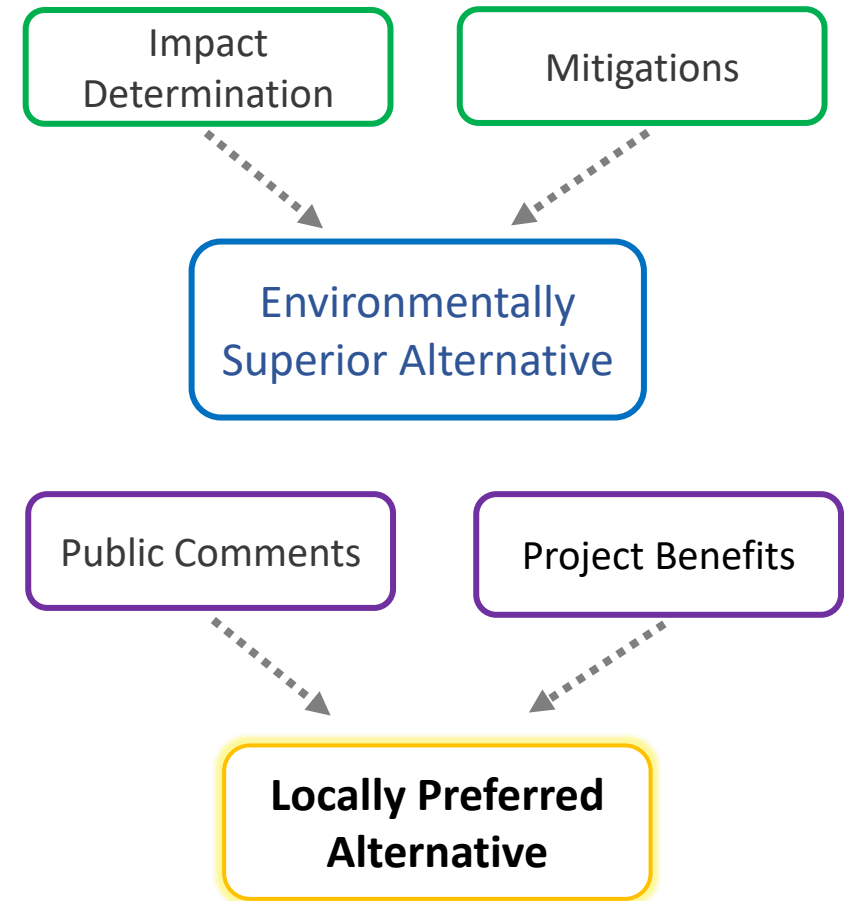 Impact
Determination
Mitigations
Environmentally
Superior Alternative
Public Comments
Project Benefits
Locally Preferred
Alternative